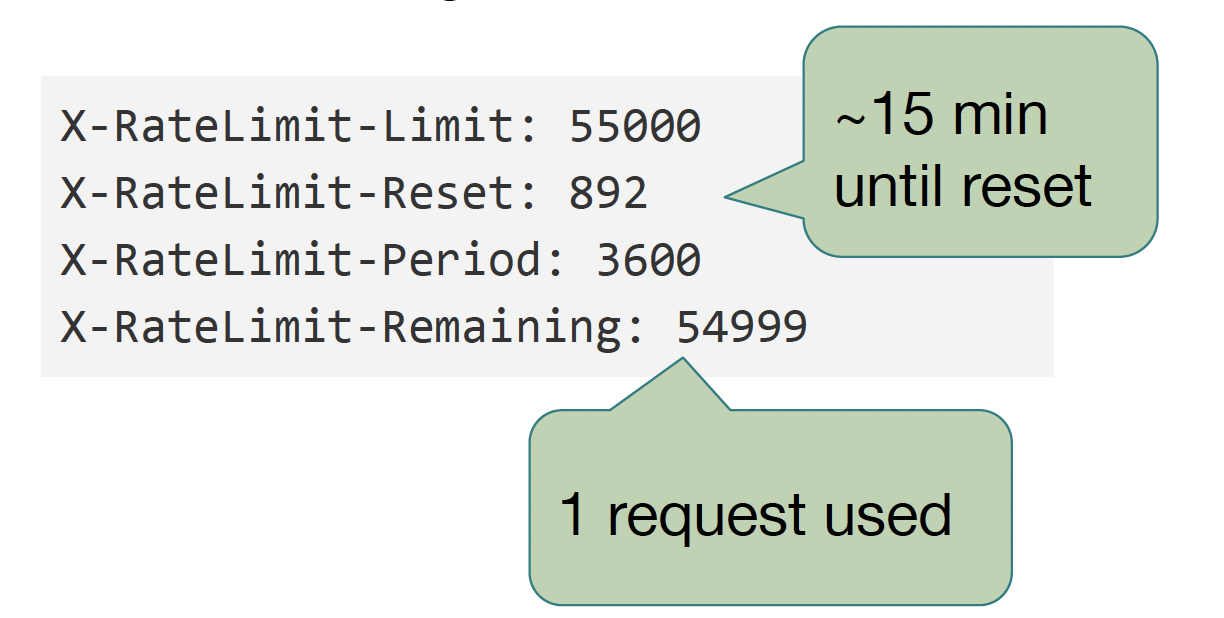 X-RateLimit-Limit: 55000
X-RateLimit-Reset: 892
X-RateLimit-Period: 3600
X-RateLimit-Remaining: 54999
~15 min
until reset
1 request used